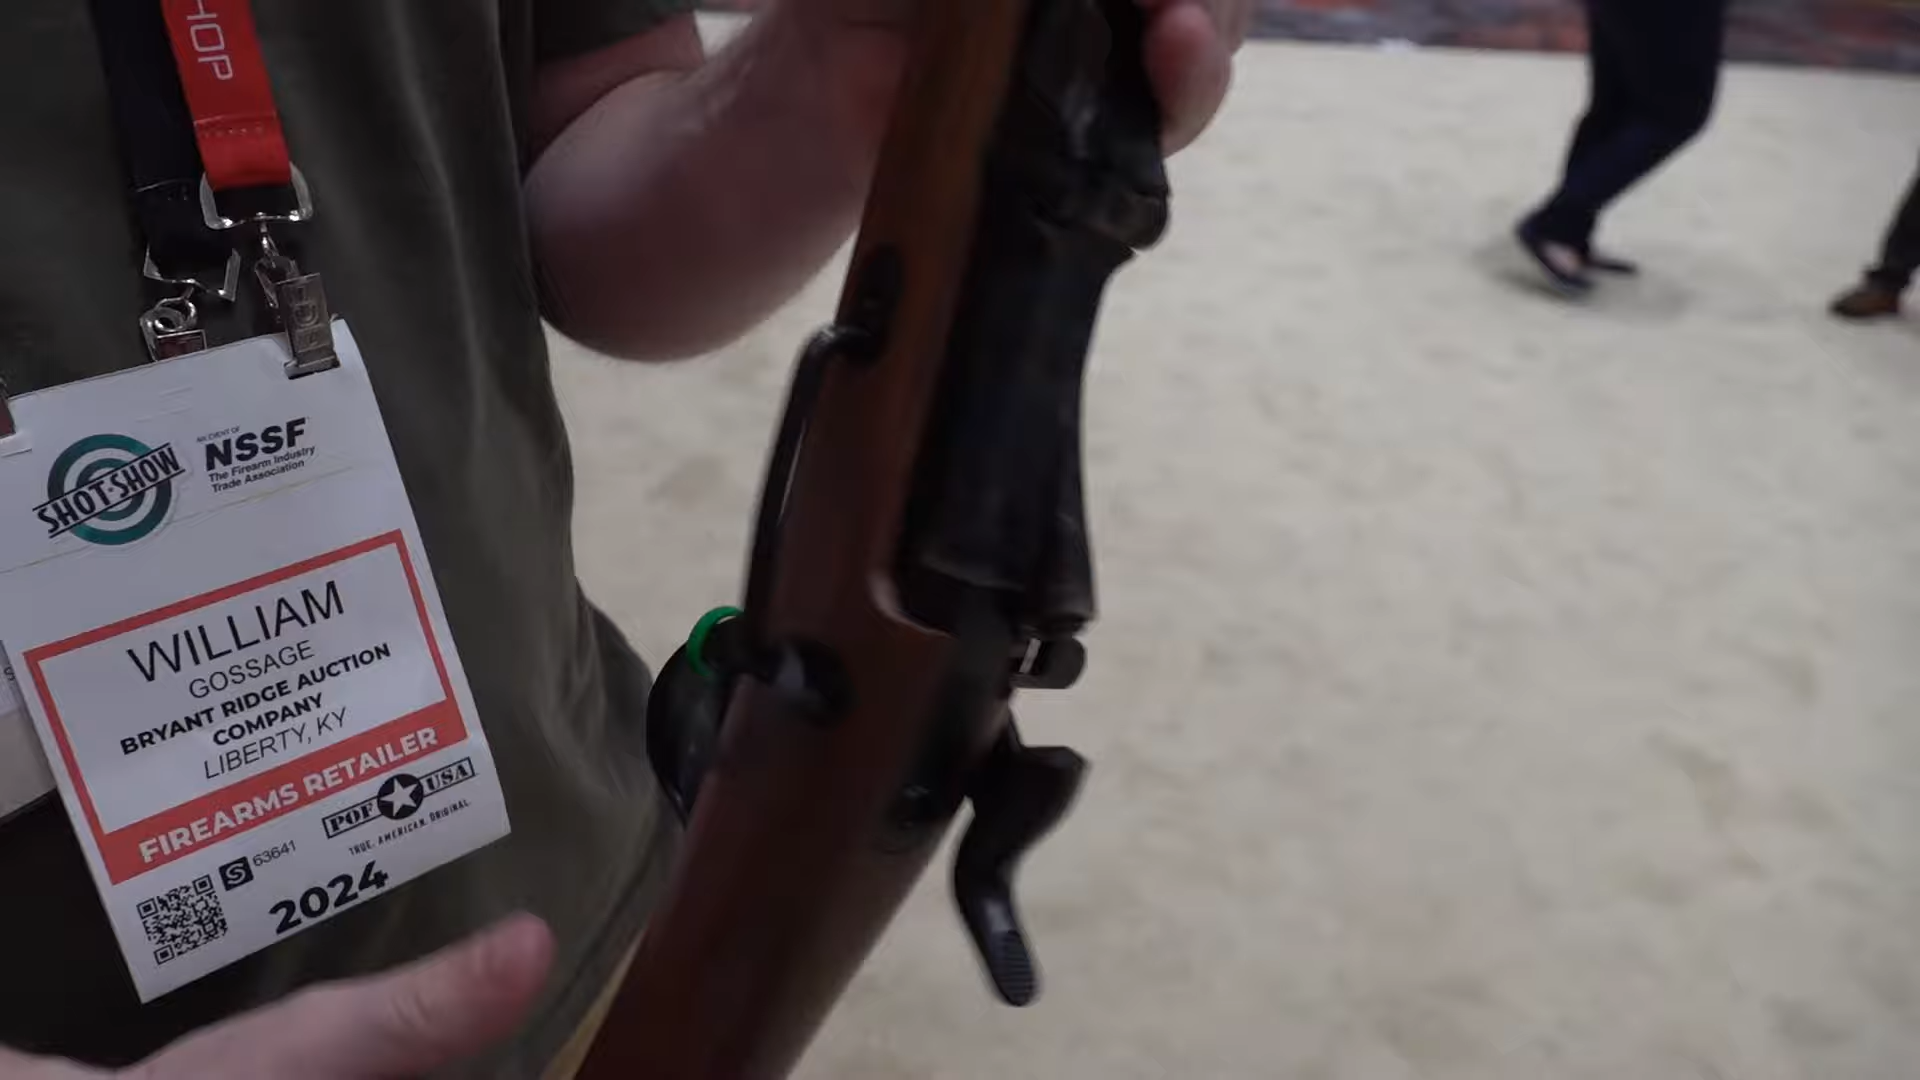 HOP
SHOT·SHOW
AN EVENT OF
NSSF
The Firearm Industry
Trade Association
WILLIAM
GOSSAGE
BRYANT RIDGE AUCTION
COMPANY
LIBERTY, KY
FIREARMS RETAILER
POF USA
TRUE. AMERICAN. ORIGINAL.
S 63641
2024